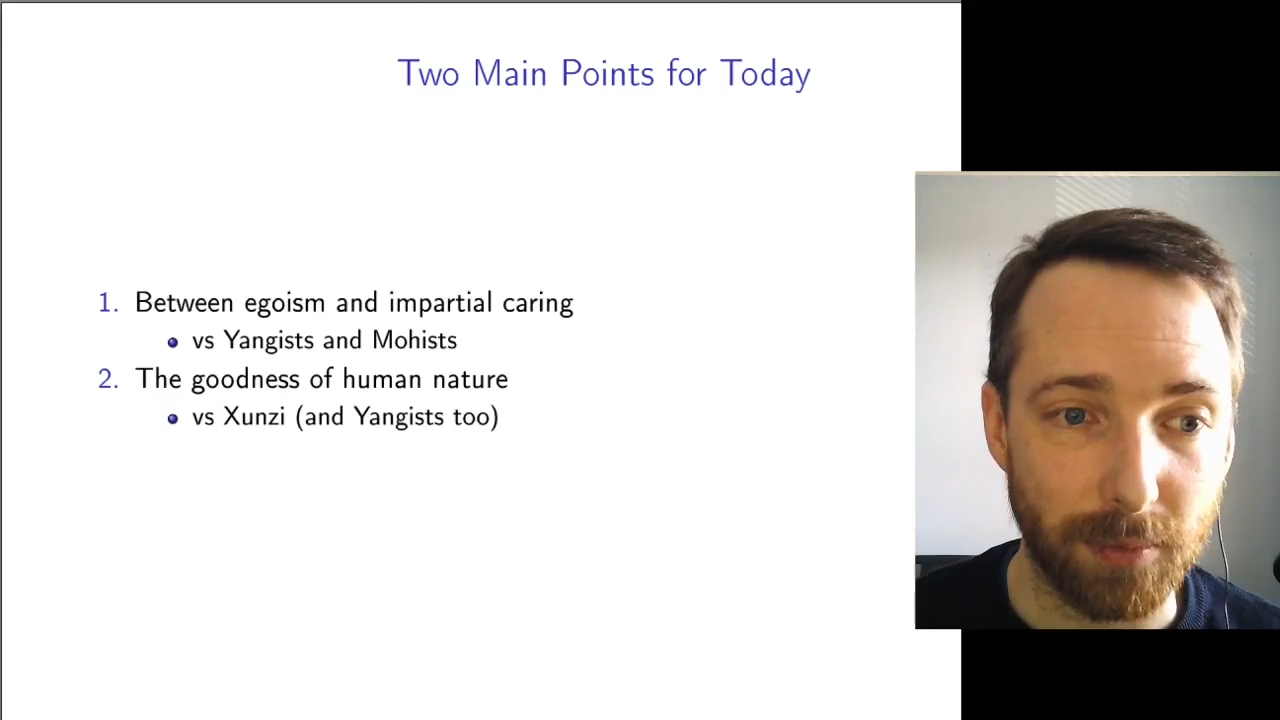 Two Main Points for Today
1. Between egoism and impartial caring
• vs Yangists and Mohists
2. The goodness of human nature
• vs Xunzi (and Yangists too)